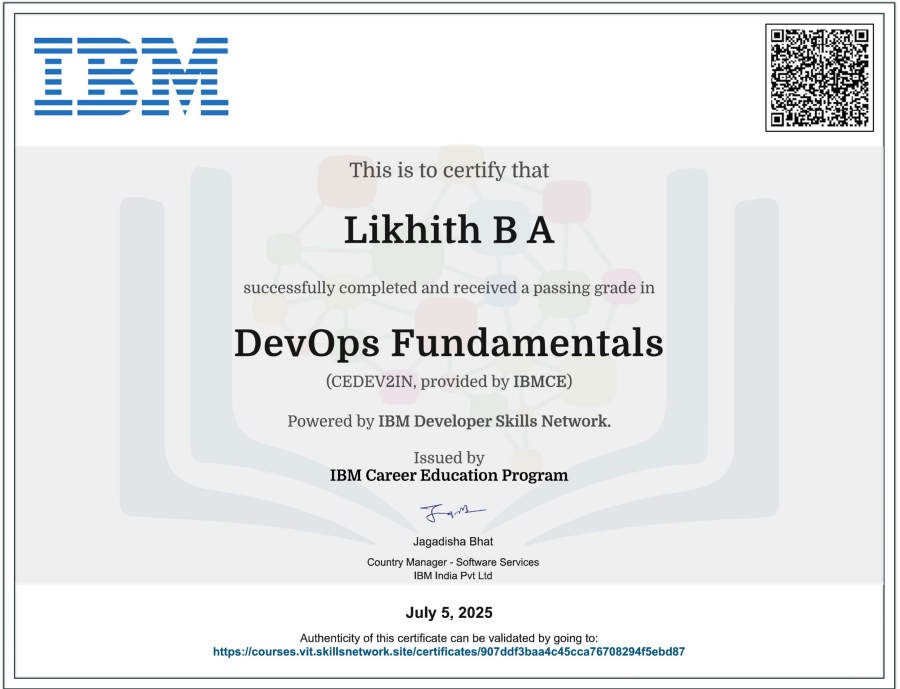 IBM
This is to certify that
Likhith B A
successfully completed and received a passing grade in
DevOps Fundamentals
(CEDEV2IN, provided by IBMCE)
Powered by IBM Developer Skills Network.
Issued by
IBM Career Education Program
Jagadisha Bhat
Country Manager - Software Services
IBM India Pvt Ltd
July 5, 2025
Authenticity of this certificate can be validated by going to:
https://courses.vit.skillsnetwork.site/certificates/907ddf3baa4c45cca76708294f5ebd87